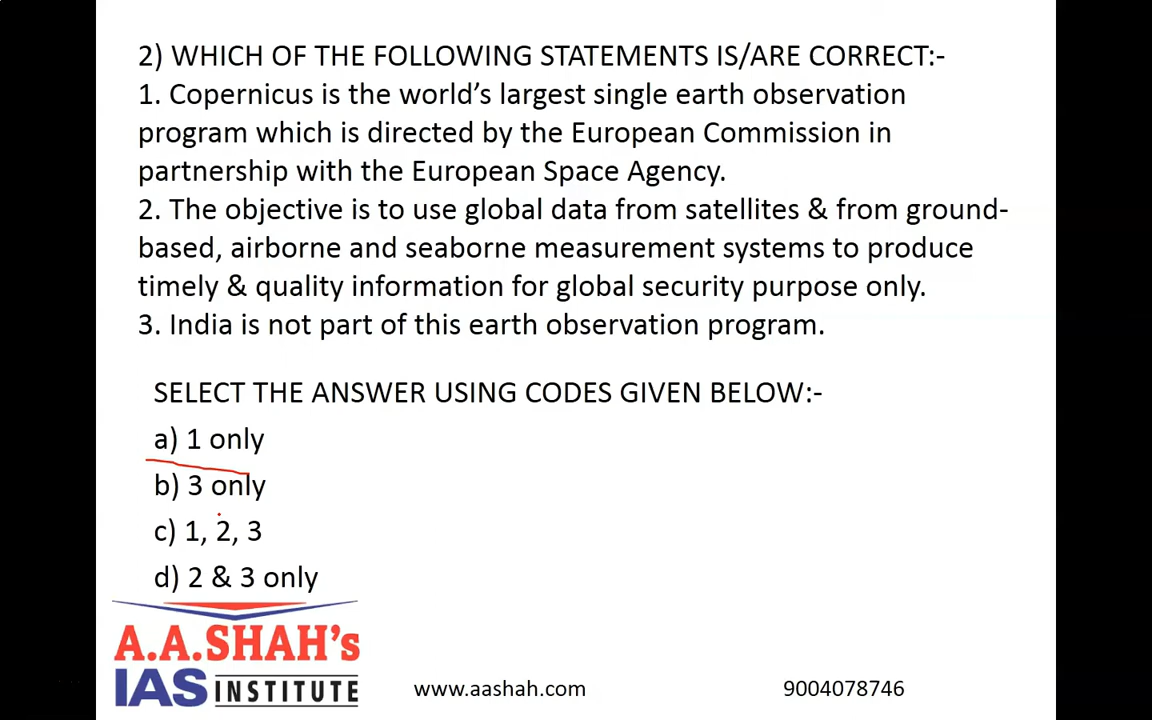 2) WHICH OF THE FOLLOWING STATEMENTS IS/ARE CORRECT:-
1. Copernicus is the world’s largest single earth observation
program which is directed by the European Commission in
partnership with the European Space Agency.
2. The objective is to use global data from satellites & from ground-
based, airborne and seaborne measurement systems to produce
timely & quality information for global security purpose only.
3. India is not part of this earth observation program.
SELECT THE ANSWER USING CODES GIVEN BELOW:-
a) 1 only
b) 3 only
c) 1, 2, 3
d) 2 & 3 only
A.A.SHAH’s
IAS INSTITUTE
www.aashah.com
9004078746